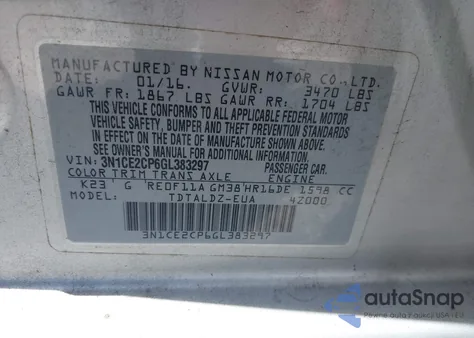 MANUFACTURED BY NISSAN MOTOR CO., LTD.
DATE: 01/16. GVWR: 3470 LBS
GAWR FR: 1867 LBS GAWR RR: 1704 LBS
THIS VEHICLE CONFORMS TO ALL APPLICABLE FEDERAL MOTOR
VEHICLE SAFETY, BUMPER AND THEFT PREVENTION STANDARDS
IN EFFECT ON THE DATE OF MANUFACTURE SHOWN ABOVE.
SEE OWNER'S MANUAL FOR ADDITIONAL INFORMATION.
VIN: 3N1CE2CP6GL383297 PASSENGER CAR
COLOR TRIM TRANS AXLE ENGINE
K23 G RE0F11A GM38 HR16DE 1598 CC
TDTALDZ-EUA 4Z000
3N1CE2CP6GL383297
autoSnap